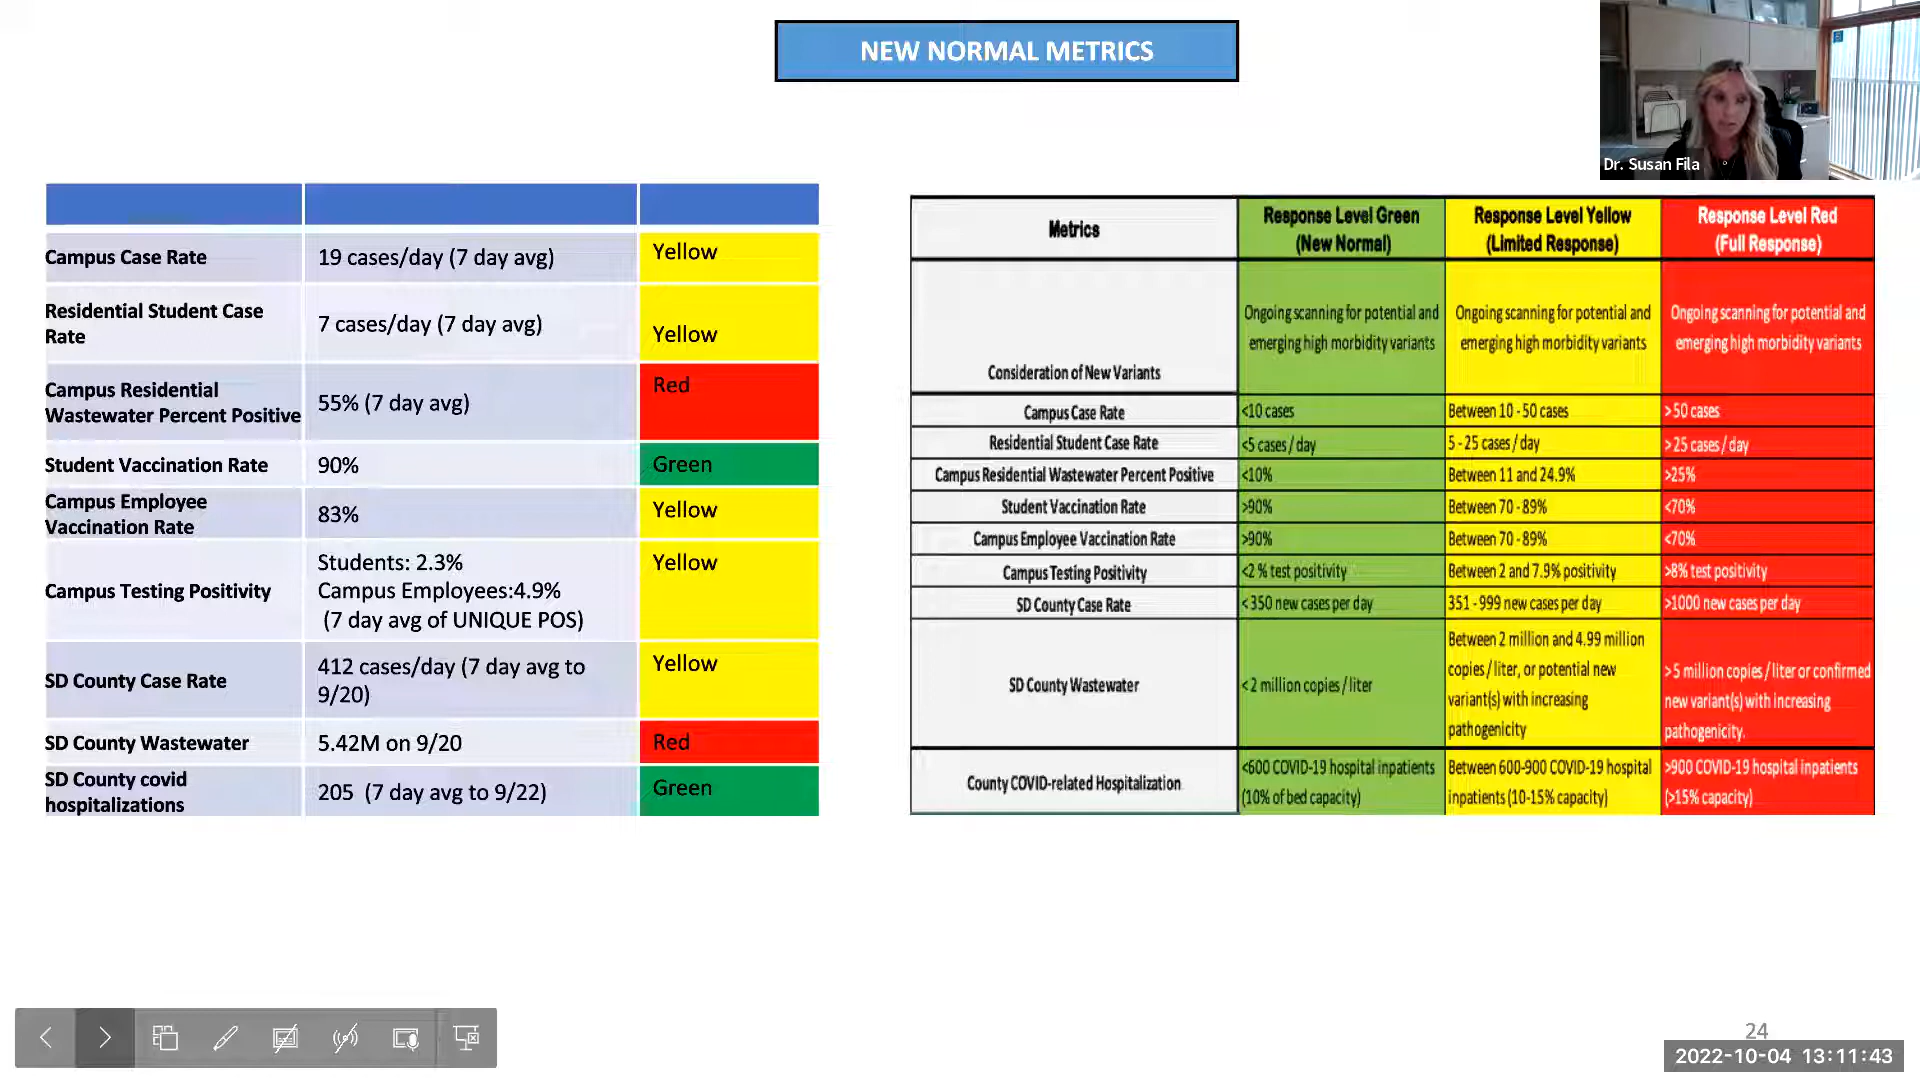 NEW NORMAL METRICS
Dr. Susan Fila
Campus Case Rate
19 cases/day (7 day avg)
Yellow
Residential Student Case
Rate
7 cases/day (7 day avg)
Yellow
Campus Residential
Wastewater Percent Positive
55% (7 day avg)
Red
Student Vaccination Rate
90%
Green
Campus Employee
Vaccination Rate
83%
Yellow
Campus Testing Positivity
Students: 2.3%
Campus Employees:4.9%
(7 day avg of UNIQUE POS)
Yellow
SD County Case Rate
412 cases/day (7 day avg to
9/20)
Yellow
SD County Wastewater
5.42M on 9/20
Red
SD County covid
hospitalizations
205 (7 day avg to 9/22)
Green
Metrics
Response Level Green
(New Normal)
Response Level Yellow
(Limited Response)
Response Level Red
(Full Response)
Consideration of New Variants
Ongoing scanning for potential and
emerging high morbidity variants
Ongoing scanning for potential and
emerging high morbidity variants
Ongoing scanning for potential and
emerging high morbidity variants
Campus Case Rate
<10 cases
Between 10 - 50 cases
>50 cases
Residential Student Case Rate
<5 cases / day
5 - 25 cases / day
>25 cases / day
Campus Residential Wastewater Percent Positive
<10%
Between 11 and 24.9%
>25%
Student Vaccination Rate
>90%
Between 70 - 89%
<70%
Campus Employee Vaccination Rate
>90%
Between 70 - 89%
<70%
Campus Testing Positivity
<2 % test positivity
Between 2 and 7.9% positivity
>8% test positivity
SD County Case Rate
<350 new cases per day
351 - 999 new cases per day
>1000 new cases per day
SD County Wastewater
<2 million copies / liter
Between 2 million and 4.99 million
copies / liter, or potential new
variant(s) with increasing
pathogenicity
>5 million copies / liter or confirmed
new variant(s) with increasing
pathogenicity.
County COVID-related Hospitalization
<600 COVID-19 hospital inpatients
(10% of bed capacity)
Between 600-900 COVID-19 hospital
inpatients (10-15% capacity)
>900 COVID-19 hospital inpatients
(>15% capacity)
24
2022-10-04 13:11:43